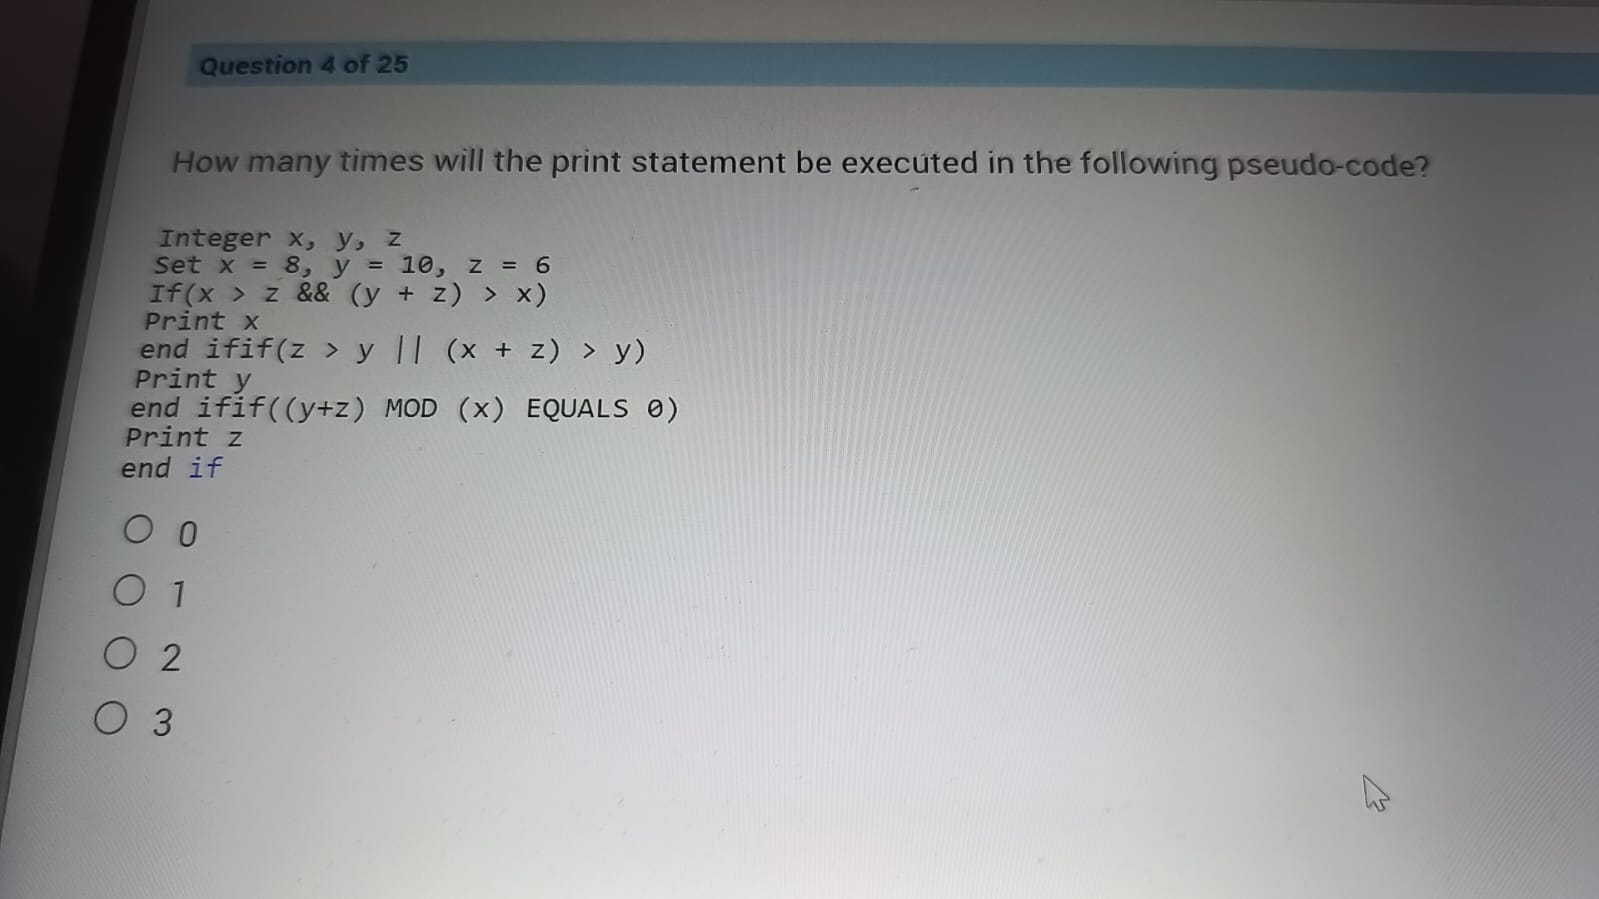 Question 4 of 25
How many times will the print statement be executed in the following pseudo-code?
Integer x, y, z
Set x = 8, y = 10, z = 6
If(x > z && (y + z) > x)
Print x
end ifif(z > y || (x + z) > y)
Print y
end ifif((y+z) MOD (x) EQUALS 0)
Print z
end if
0
1
2
3